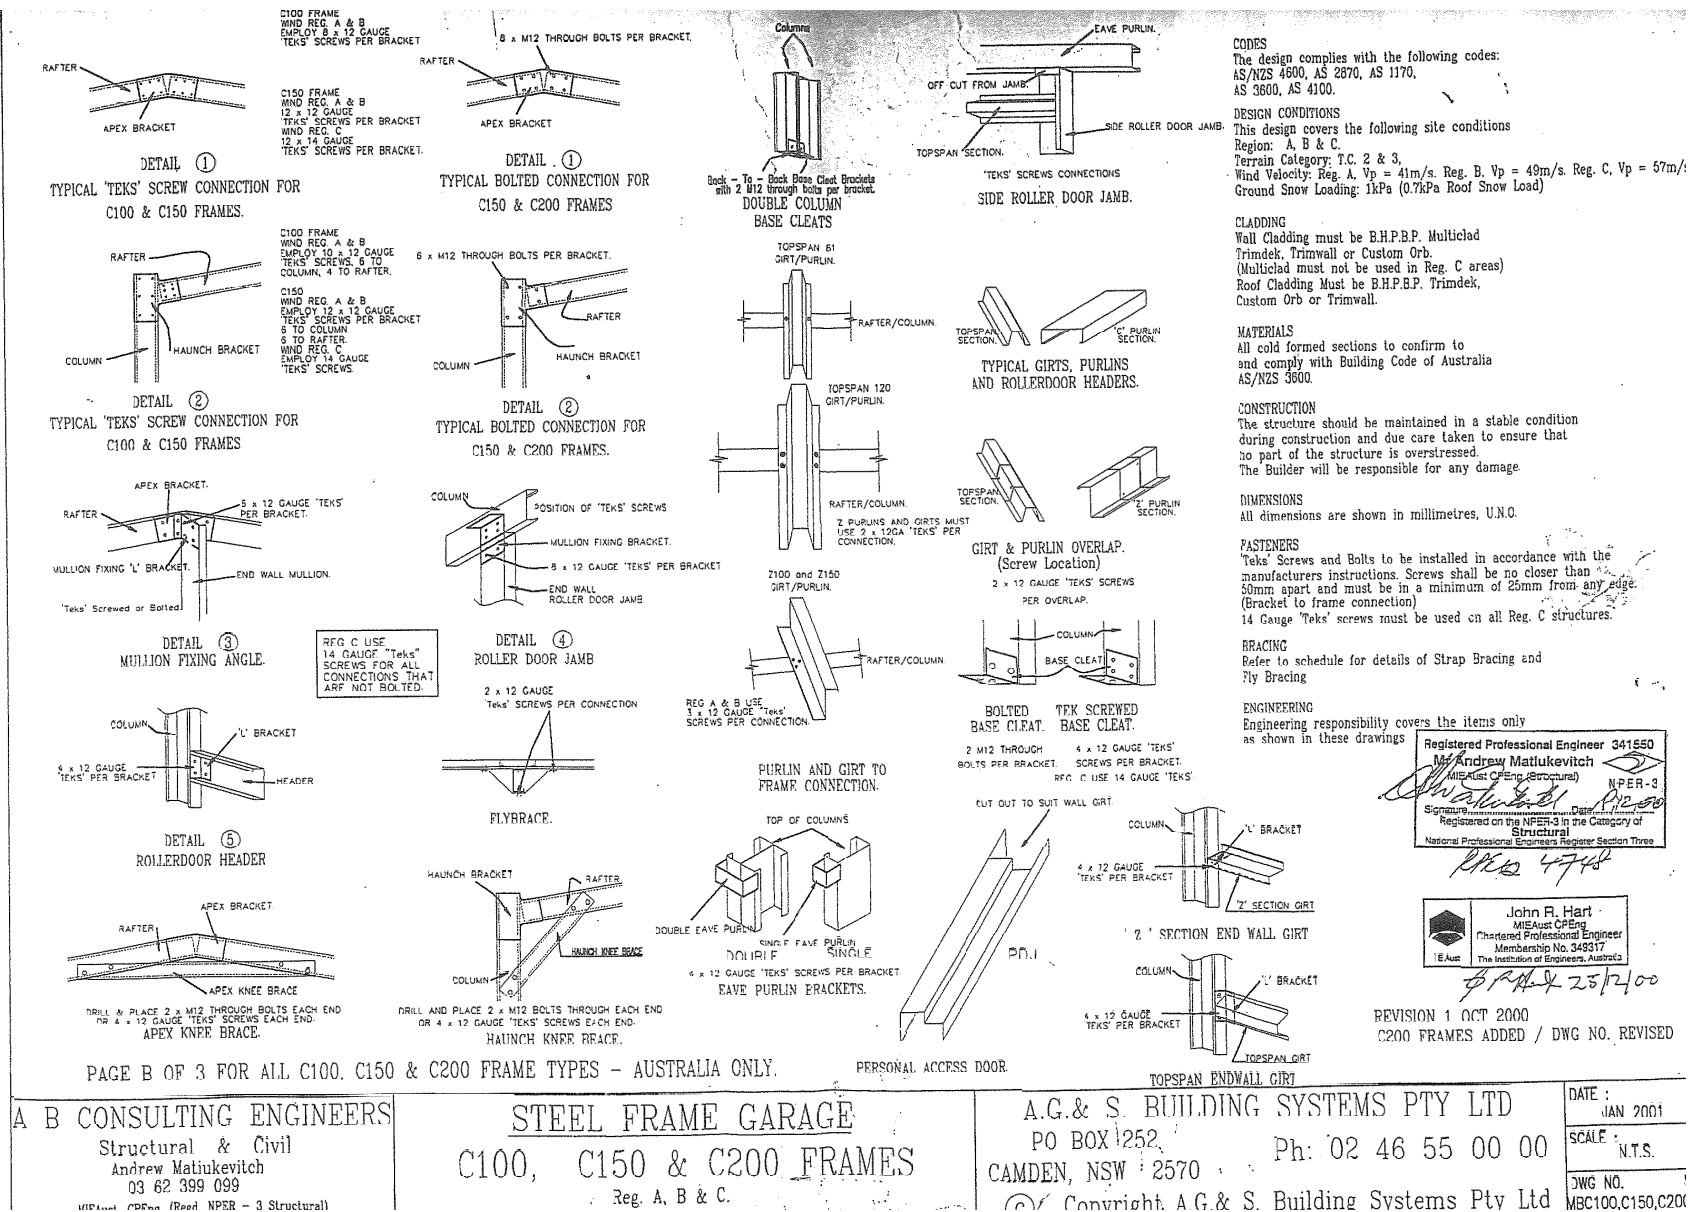 C100 FRAME
WIND REG. A & B
EMPLOY 8 x 12 GAUGE
'TEKS' SCREWS PER BRACKET
RAFTER
APEX BRACKET
C150 FRAME
WIND REG. A & B
12 x 12 GAUGE
'TEKS' SCREWS PER BRACKET
WIND REG. C
12 x 14 GAUGE
'TEKS' SCREWS PER BRACKET.
DETAIL 1
TYPICAL 'TEKS' SCREW CONNECTION FOR
C100 & C150 FRAMES.
8 x M12 THROUGH BOLTS PER BRACKET.
RAFTER
APEX BRACKET
DETAIL . 1
TYPICAL BOLTED CONNECTION FOR
C150 & C200 FRAMES
Columns
Back - To - Back Base Cleat Brackets
with 2 M12 through bolts per bracket.
DOUBLE COLUMN
BASE CLEATS
EAVE PURLIN.
OFF CUT FROM JAMB.
SIDE ROLLER DOOR JAMB.
TOPSPAN SECTION.
'TEKS' SCREWS CONNECTIONS
SIDE ROLLER DOOR JAMB.
C100 FRAME
WIND REG. A & B
EMPLOY 10 x 12 GAUGE
'TEKS' SCREWS. 6 TO
COLUMN, 4 TO RAFTER.
C150
WIND REG. A & B
EMPLOY 12 x 12 GAUGE
'TEKS' SCREWS PER BRACKET
6 TO COLUMN
6 TO RAFTER.
WIND REG. C
EMPLOY 14 GAUGE
'TEKS' SCREWS.
RAFTER
COLUMN
HAUNCH BRACKET
DETAIL 2
TYPICAL 'TEKS' SCREW CONNECTION FOR
C100 & C150 FRAMES
6 x M12 THROUGH BOLTS PER BRACKET.
RAFTER
HAUNCH BRACKET
COLUMN
DETAIL 2
TYPICAL BOLTED CONNECTION FOR
C150 & C200 FRAMES.
TOPSPAN 61
GIRT/PURLIN.
RAFTER/COLUMN.
TOPSPAN 120
GIRT/PURLIN.
RAFTER/COLUMN.
Z PURLINS AND GIRTS MUST
USE 2 x 12GA 'TEKS' PER
CONNECTION.
Z100 and Z150
GIRT/PURLIN.
RAFTER/COLUMN.
REG A & B USE
3 x 12 GAUGE 'Teks'
SCREWS PER CONNECTION.
PURLIN AND GIRT TO
FRAME CONNECTION.
TOPSPAN
SECTION.
'C' PURLIN
SECTION.
TYPICAL GIRTS, PURLINS
AND ROLLERDOOR HEADERS.
TOPSPAN
SECTION.
'Z' PURLIN
SECTION.
GIRT & PURLIN OVERLAP.
(Screw Location)
2 x 12 GAUGE 'TEKS' SCREWS
PER OVERLAP.
COLUMN
BASE CLEAT
BOLTED
BASE CLEAT.
TEK SCREWED
BASE CLEAT.
2 M12 THROUGH
BOLTS PER BRACKET.
4 x 12 GAUGE 'TEKS'
SCREWS PER BRACKET.
REG. C USE 14 GAUGE 'TEKS'
APEX BRACKET.
RAFTER
6 x 12 GAUGE 'TEKS'
PER BRACKET.
MULLION FIXING 'L' BRACKET.
END WALL MULLION.
'Teks' Screwed or Bolted
DETAIL 3
MULLION FIXING ANGLE.
REG C USE
14 GAUGE "Teks"
SCREWS FOR ALL
CONNECTIONS THAT
ARE NOT BOLTED.
COLUMN
POSITION OF 'TEKS' SCREWS
MULLION FIXING BRACKET.
8 x 12 GAUGE 'TEKS' PER BRACKET
END WALL
ROLLER DOOR JAMB
DETAIL 4
ROLLER DOOR JAMB
2 x 12 GAUGE
'Teks' SCREWS PER CONNECTION
FLYBRACE.
COLUMN
'L' BRACKET
4 x 12 GAUGE
'TEKS' PER BRACKET
HEADER
DETAIL 5
ROLLERDOOR HEADER
APEX BRACKET.
RAFTER
APEX KNEE BRACE
DRILL & PLACE 2 x M12 THROUGH BOLTS EACH END
OR 4 x 12 GAUGE 'TEKS' SCREWS EACH END.
APEX KNEE BRACE.
HAUNCH BRACKET
RAFTER
HAUNCH KNEE BRACE
COLUMN
DRILL AND PLACE 2 x M12 BOLTS THROUGH EACH END
OR 4 x 12 GAUGE 'TEKS' SCREWS EACH END.
HAUNCH KNEE BRACE.
TOP OF COLUMNS
DOUBLE EAVE PURLIN
SINGLE EAVE PURLIN
DOUBLE SINGLE
4 x 12 GAUGE 'TEKS' SCREWS PER BRACKET
EAVE PURLIN BRACKETS.
CUT OUT TO SUIT WALL GIRT
P.D.1
PERSONAL ACCESS DOOR.
COLUMN
'L' BRACKET
4 x 12 GAUGE
'TEKS' PER BRACKET
'Z' SECTION GIRT
'Z' SECTION END WALL GIRT
COLUMN
'L' BRACKET
4 x 12 GAUGE
TEKS' PER BRACKET
TOPSPAN GIRT
TOPSPAN ENDWALL GIRT
CODES
The design complies with the following codes:
AS/NZS 4600, AS 2870, AS 1170,
AS 3600, AS 4100.
DESIGN CONDITIONS
This design covers the following site conditions
Region: A, B & C.
Terrain Category: T.C. 2 & 3,
Wind Velocity: Reg. A, Vp = 41m/s. Reg. B, Vp = 49m/s. Reg. C, Vp = 57m/s
Ground Snow Loading: 1kPa (0.7kPa Roof Snow Load)
CLADDING
Wall Cladding must be B.H.P.B.P. Multiclad
Trimdek, Trimwall or Custom Orb.
(Multiclad must not be used in Reg. C areas)
Roof Cladding Must be B.H.P.B.P. Trimdek,
Custom Orb or Trimwall.
MATERIALS
All cold formed sections to confirm to
and comply with Building Code of Australia
AS/NZS 3600.
CONSTRUCTION
The structure should be maintained in a stable condition
during construction and due care taken to ensure that
no part of the structure is overstressed.
The Builder will be responsible for any damage.
DIMENSIONS
All dimensions are shown in millimetres, U.N.O.
FASTENERS
'Teks' Screws and Bolts to be installed in accordance with the
manufacturers instructions. Screws shall be no closer than
50mm apart and must be in a minimum of 25mm from any edge.
(Bracket to frame connection)
14 Gauge 'Teks' screws must be used on all Reg. C structures.
BRACING
Refer to schedule for details of Strap Bracing and
Fly Bracing
ENGINEERING
Engineering responsibility covers the items only
as shown in these drawings
Registered Professional Engineer 341550
Mr Andrew Matiukevitch
MIEAust CPEng (Structural)
NPER-3
Signature Date
Registered on the NPER-3 in the Category of
Structural
National Professional Engineers Register Section Three
4748
John R. Hart
MIEAust CPEng
Chartered Professional Engineer
Membership No. 349317
The Institution of Engineers, Australia
IEAust
25/12/00
REVISION 1 OCT 2000
C200 FRAMES ADDED / DWG NO. REVISED
PAGE B OF 3 FOR ALL C100, C150 & C200 FRAME TYPES - AUSTRALIA ONLY.
A B CONSULTING ENGINEERS
Structural & Civil
Andrew Matiukevitch
03 62 399 099
MIEAust CPEng (Regd NPER - 3 Structural)
STEEL FRAME GARAGE
C100, C150 & C200 FRAMES
Reg. A, B & C.
A.G.& S. BUILDING SYSTEMS PTY LTD
PO BOX 1252,
CAMDEN, NSW 2570
Ph: 02 46 55 00 00
© Copyright A.G.& S. Building Systems Pty Ltd
DATE :
JAN 2001
SCALE :
N.T.S.
DWG NO.
MBC100,C150,C200